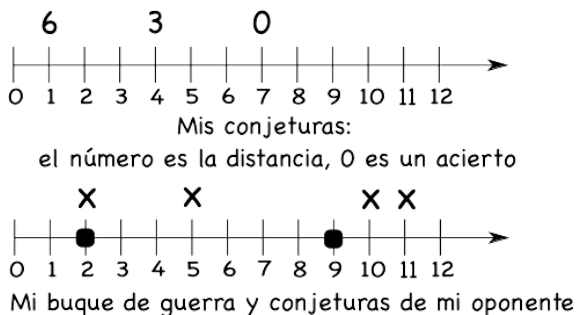 6 3 0
0 1 2 3 4 5 6 7 8 9 10 11 12
Mis conjeturas:
el número es la distancia, 0 es un acierto
X X X X
0 1 2 3 4 5 6 7 8 9 10 11 12
Mi buque de guerra y conjeturas de mi oponente